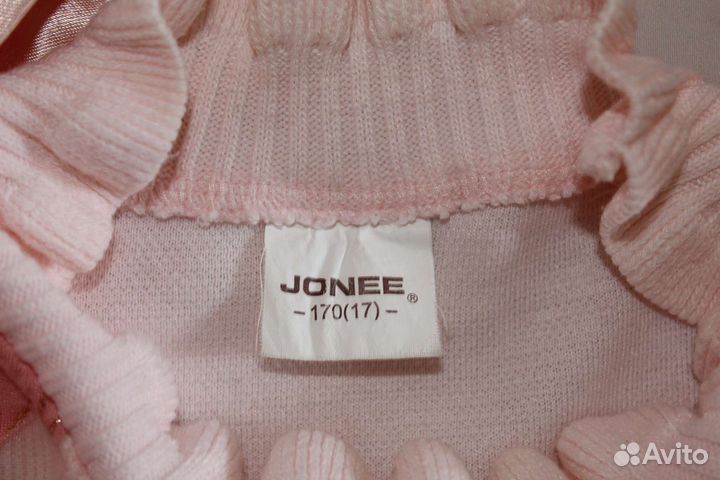 JONEE®
- 170(17) -
Avito